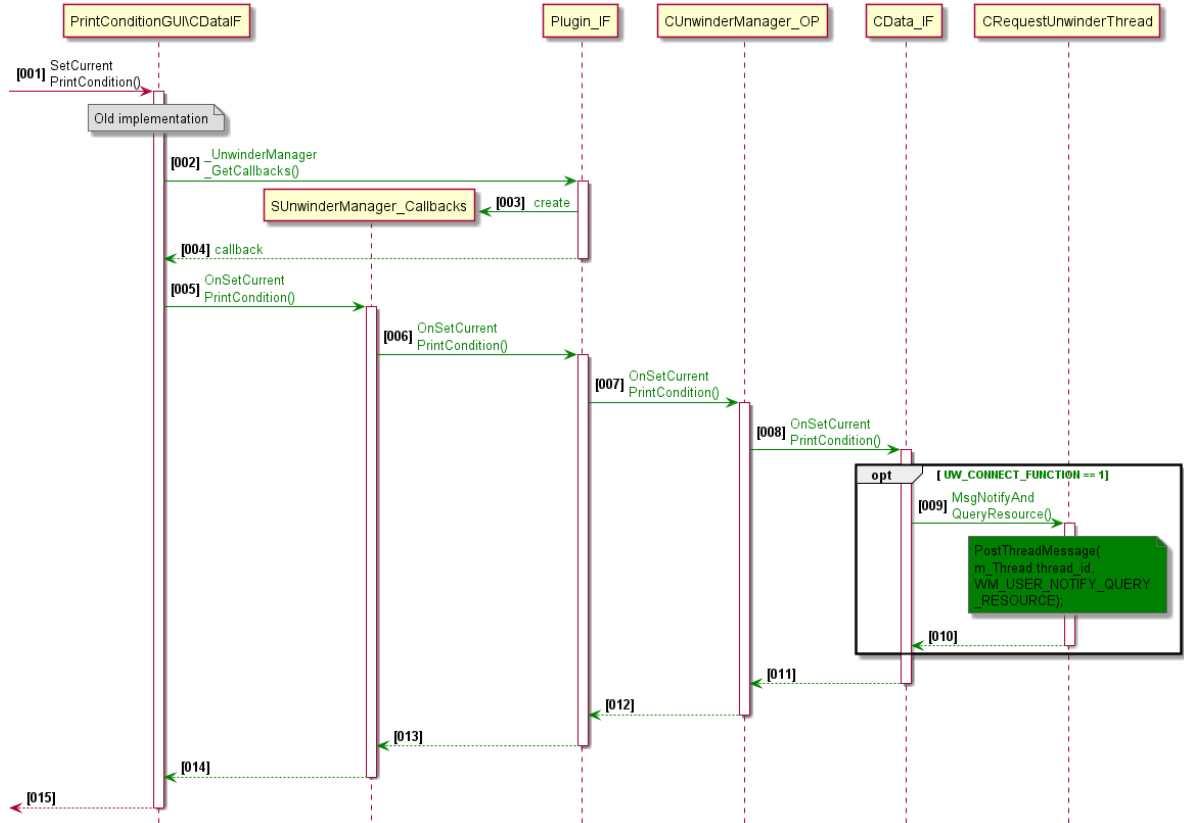 PrintConditionGUI\CDataIF
Plugin_IF
CUnwinderManager_OP
CData_IF
CRequestUnwinderThread
[001] SetCurrent
PrintCondition()
Old implementation
[002] _UnwinderManager
_GetCallbacks()
SUnwinderManager_Callbacks
[003] create
[004] callback
[005] OnSetCurrent
PrintCondition()
[006] OnSetCurrent
PrintCondition()
[007] OnSetCurrent
PrintCondition()
[008] OnSetCurrent
PrintCondition()
opt [ UW_CONNECT_FUNCTION == 1]
[009] MsgNotifyAnd
QueryResource()
PostThreadMessage(
m_Thread.thread_id,
WM_USER_NOTIFY_QUERY
_RESOURCE);
[010]
[011]
[012]
[013]
[014]
[015]